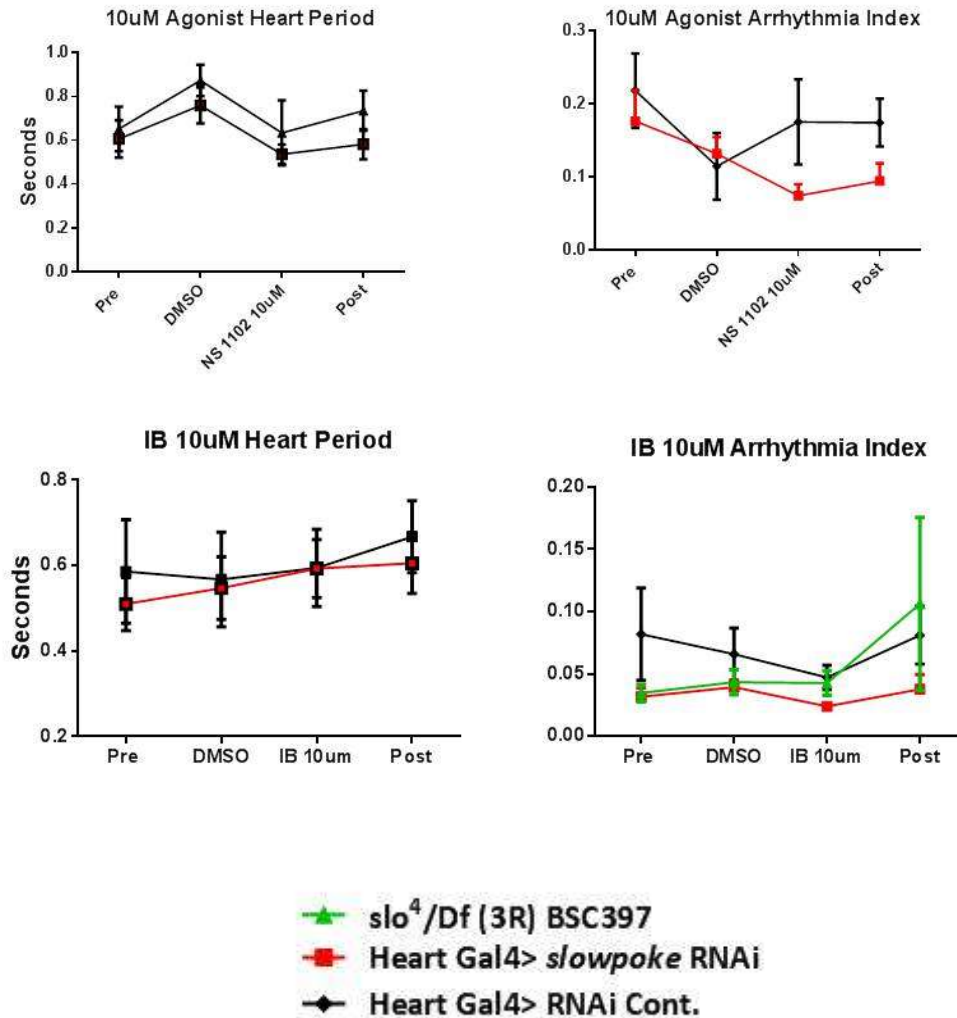 10uM Agonist Heart Period
1.0
0.8
0.6
0.4
0.2
0.0
Seconds
Pre
DMSO
NS 1102 10uM
Post
10uM Agonist Arrhythmia Index
0.3
0.2
0.1
0.0
Pre
DMSO
NS 1102 10uM
Post
IB 10uM Heart Period
0.8
0.6
0.4
0.2
Seconds
Pre DMSO IB 10um Post
IB 10uM Arrhythmia Index
0.20
0.15
0.10
0.05
0.00
Pre DMSO IB 10um Post
slo⁴/Df (3R) BSC397
Heart Gal4> slowpoke RNAi
Heart Gal4> RNAi Cont.